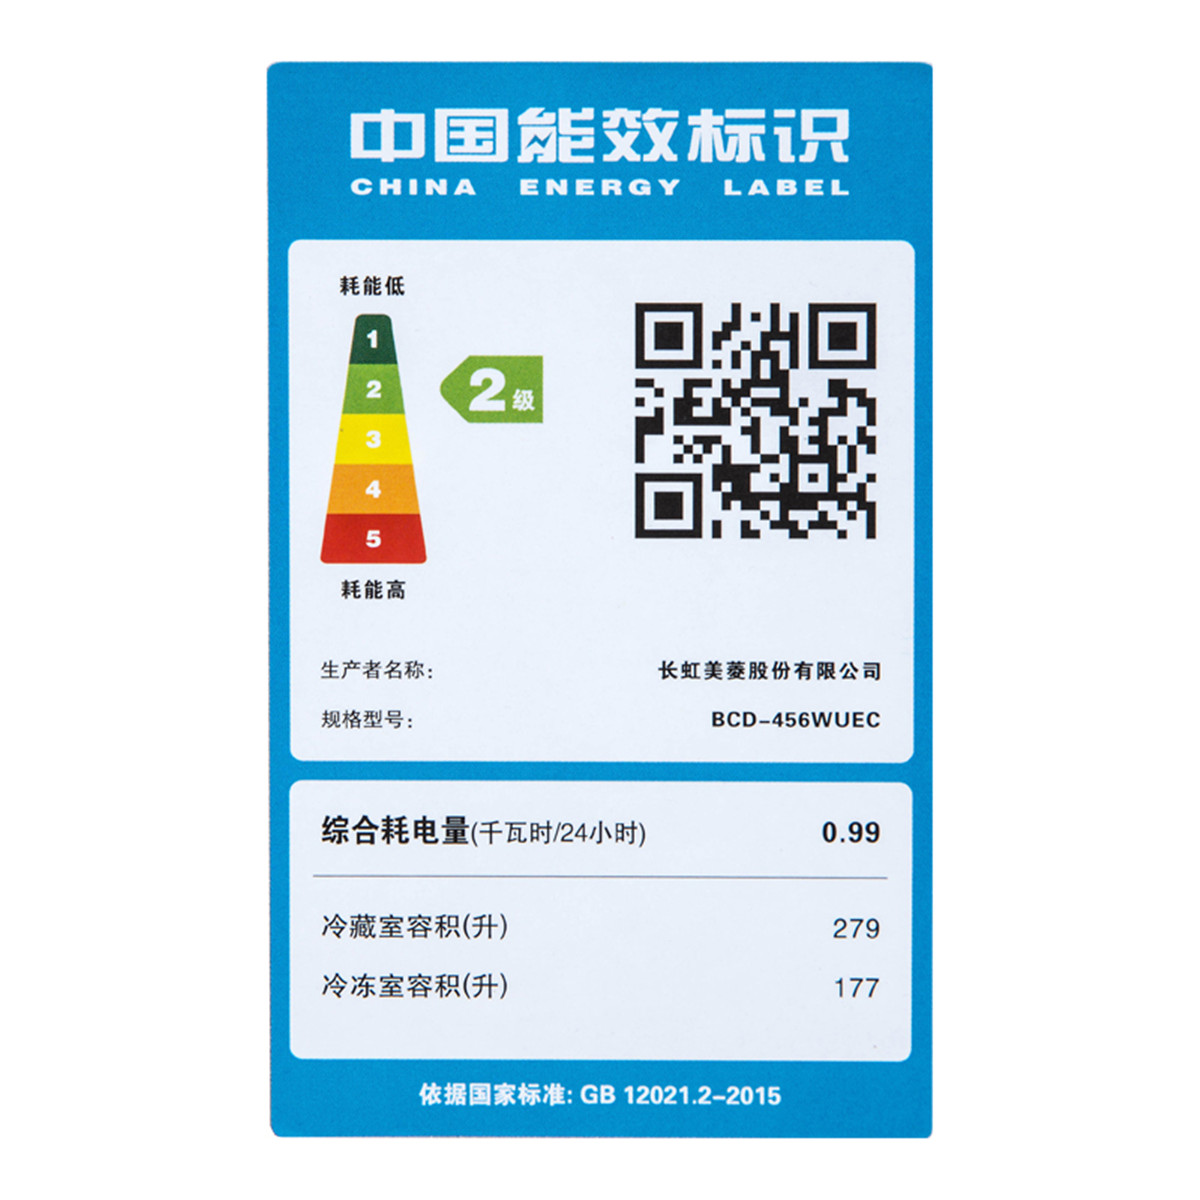 中国能效标识
CHINA ENERGY LABEL
耗能低
1
2
2级
3
4
5
耗能高
生产者名称: 长虹美菱股份有限公司
规格型号: BCD-456WUEC
综合耗电量(千瓦时/24小时) 0.99
冷藏室容积(升) 279
冷冻室容积(升) 177
依据国家标准: GB 12021.2-2015